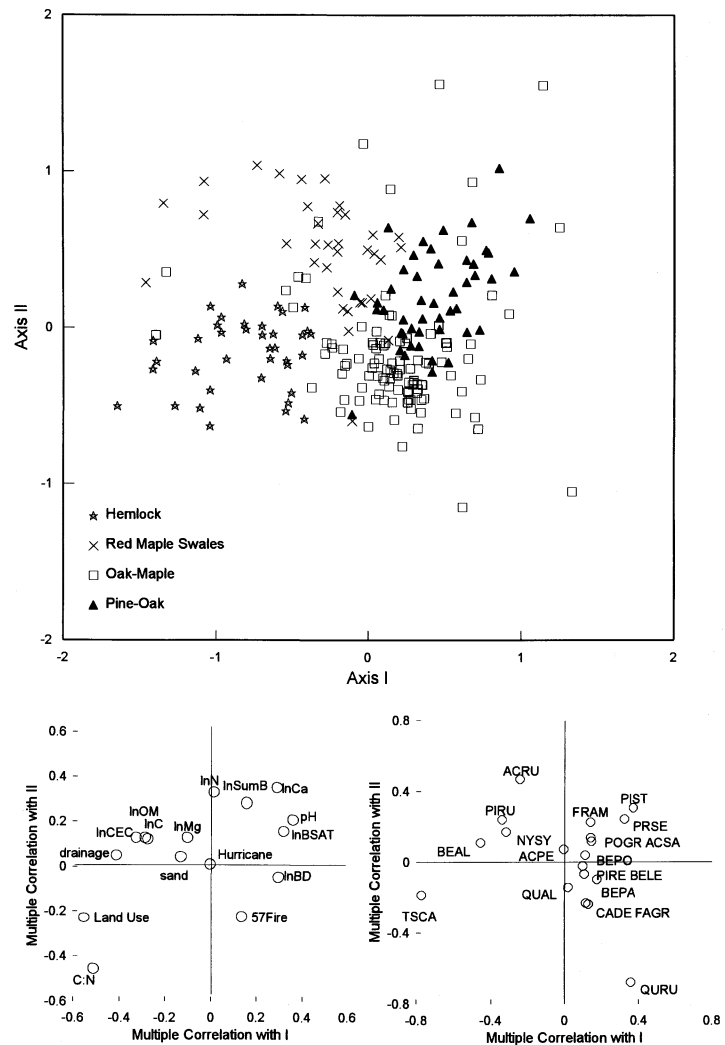 2
1
0
-1
-2
Axis II
Hemlock
Red Maple Swales
Oak-Maple
Pine-Oak
-2 -1 0 1 2
Axis I
Multiple Correlation with II
0.6
0.4
0.2
0
-0.2
-0.4
-0.6
lnN
lnSumB
lnCa
lnOM
lnC
lnCEC
lnMg
pH
lnBSAT
drainage
sand
Hurricane
lnBD
Land Use
57Fire
C:N
-0.6 -0.4 -0.2 0 0.2 0.4 0.6
Multiple Correlation with I
Multiple Correlation with II
0.8
0.4
0
-0.4
-0.8
ACRU
PIRU
BEAL
NYSY
ACPE
TSCA
QUAL
FRAM
PIST
PRSE
POGR ACSA
BEPO
PIRE BELE
BEPA
CADE FAGR
QURU
-0.8 -0.4 0 0.4 0.8
Multiple Correlation with I